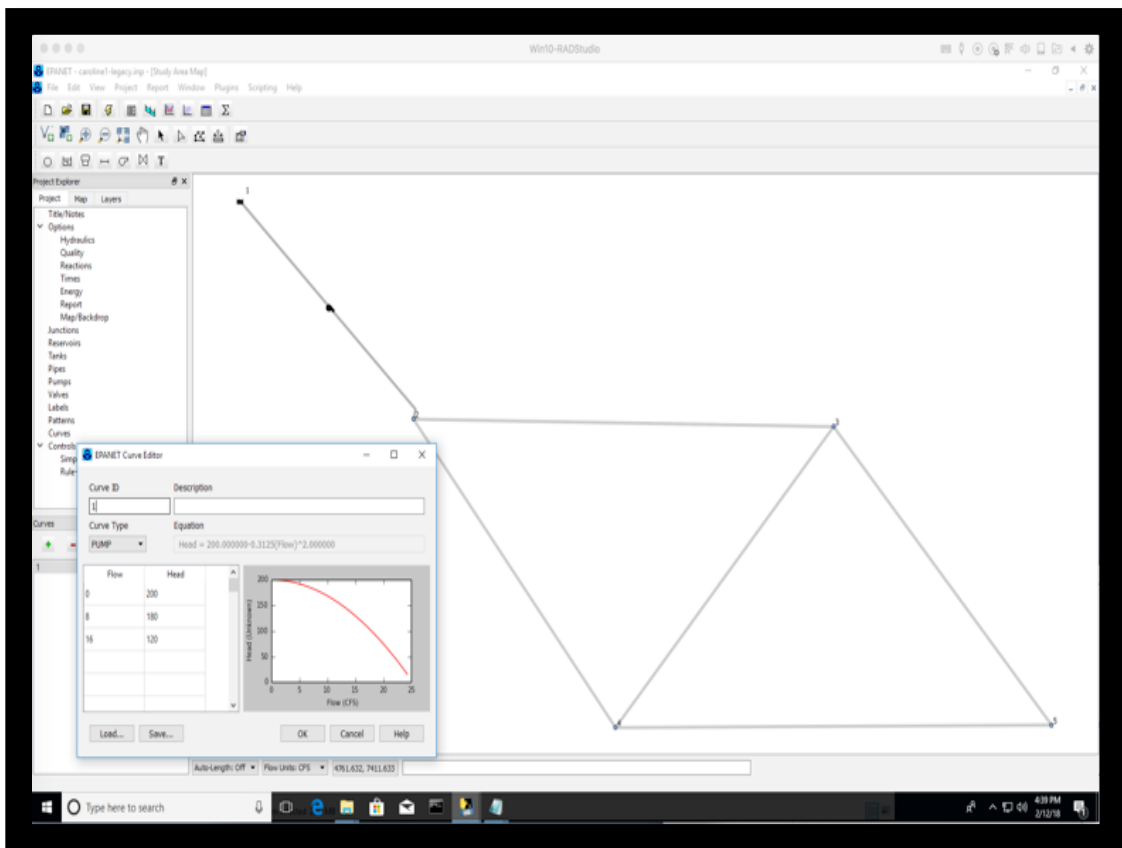 Win10-RADStudio
EPANET - caroline1-legacy.inp - [Study Area Map]
File Edit View Project Report Window Plugins Scripting Help
Project Explorer
Project Map Layers
Title/Notes
Options
Hydraulics
Quality
Reactions
Times
Energy
Report
Map/Backdrop
Junctions
Reservoirs
Tanks
Pipes
Pumps
Valves
Labels
Patterns
Curves
Controls
Simp
Rule-
Curves
1
1
2
3
4
5
EPANET Curve Editor
Curve ID Description
1
Curve Type Equation
PUMP Head = 200.000000-0.3125(Flow)^2.000000
Flow Head
0 200
8 180
16 120
200
150
100
50
0
Head (Unknown)
0 5 10 15 20 25
Flow (CFS)
Load... Save... OK Cancel Help
Auto-Length: Off Flow Units: CFS 4761.632, 7411.633
Type here to search
4:39 PM
2/12/18